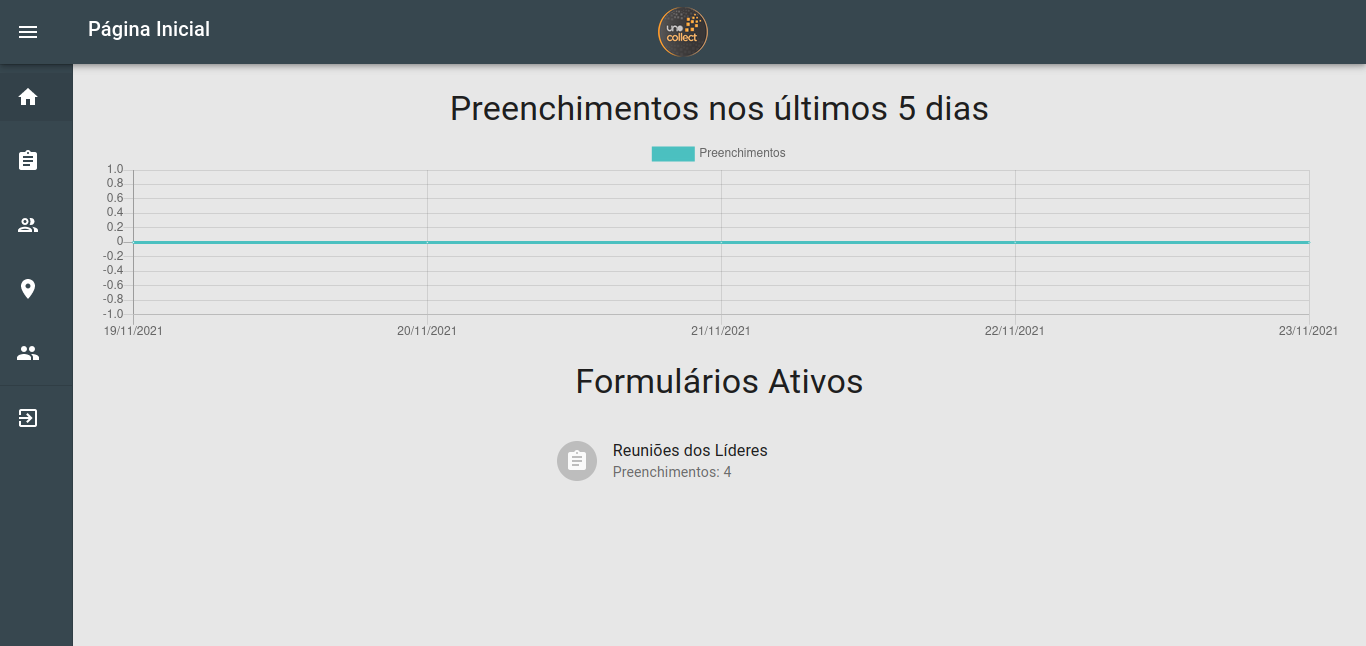 Página Inicial
uno
collect
Preenchimentos nos últimos 5 dias
Preenchimentos
1.0
0.8
0.6
0.4
0.2
0
-0.2
-0.4
-0.6
-0.8
-1.0
19/11/2021 20/11/2021 21/11/2021 22/11/2021 23/11/2021
Formulários Ativos
Reuniões dos Líderes
Preenchimentos: 4